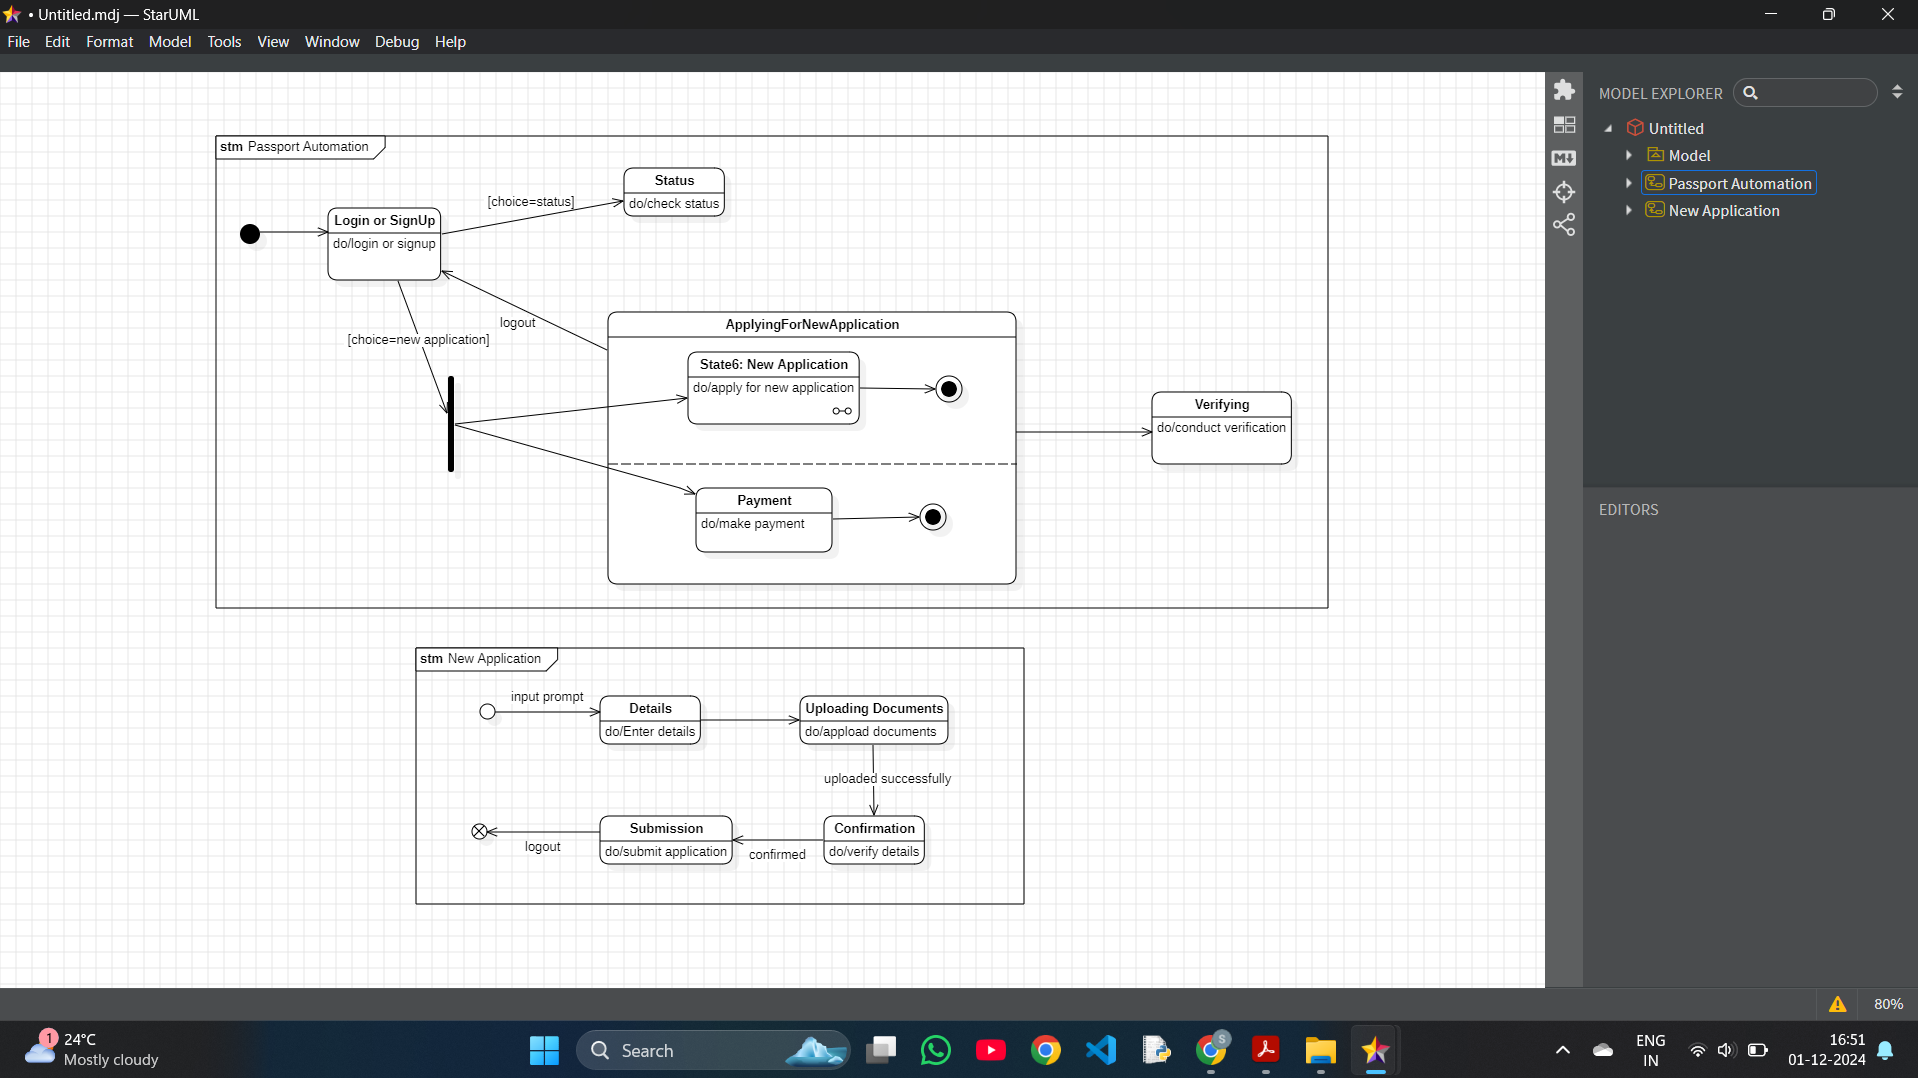 • Untitled.mdj — StarUML
File Edit Format Model Tools View Window Debug Help
stm Passport Automation
Status
do/check status
[choice=status]
Login or SignUp
do/login or signup
logout
[choice=new application]
ApplyingForNewApplication
State6: New Application
do/apply for new application
Verifying
do/conduct verification
Payment
do/make payment
stm New Application
input prompt
Details
do/Enter details
Uploading Documents
do/appload documents
uploaded successfully
Submission
do/submit application
Confirmation
do/verify details
logout
confirmed
MODEL EXPLORER
Untitled
Model
Passport Automation
New Application
EDITORS
M
80%
1
24°C
Mostly cloudy
Search
S
ENG
IN
16:51
01-12-2024